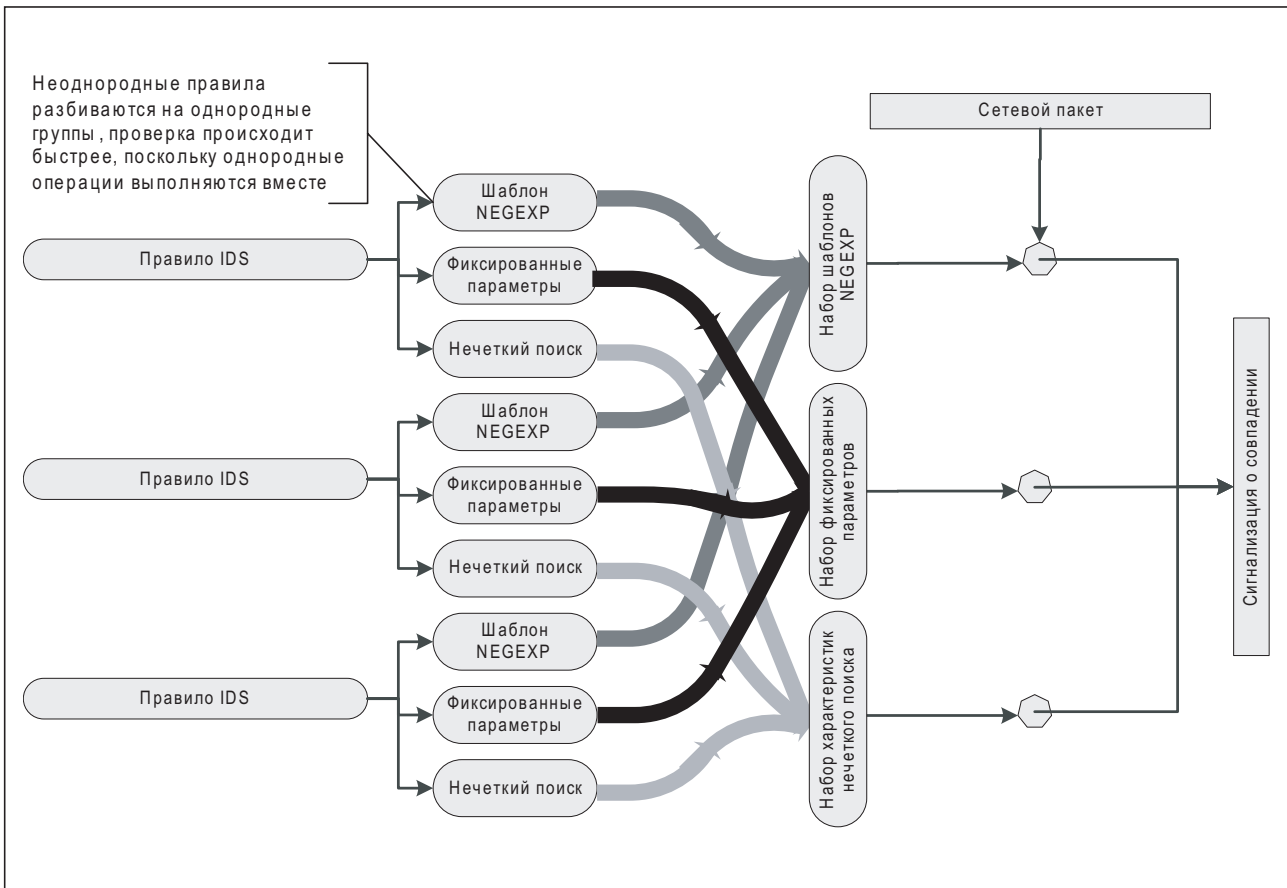 Неоднородные правила
разбиваются на однородные
группы, проверка происходит
быстрее, поскольку однородные
операции выполняются вместе
Сетевой пакет
Правило IDS
Шаблон
NEGEXP
Фиксированные
параметры
Нечеткий поиск
Правило IDS
Шаблон
NEGEXP
Фиксированные
параметры
Нечеткий поиск
Правило IDS
Шаблон
NEGEXP
Фиксированные
параметры
Нечеткий поиск
Набор шаблонов
NEGEXP
Набор фиксированных
параметров
Набор характеристик
нечеткого поиска
Сигнализация о совпадении